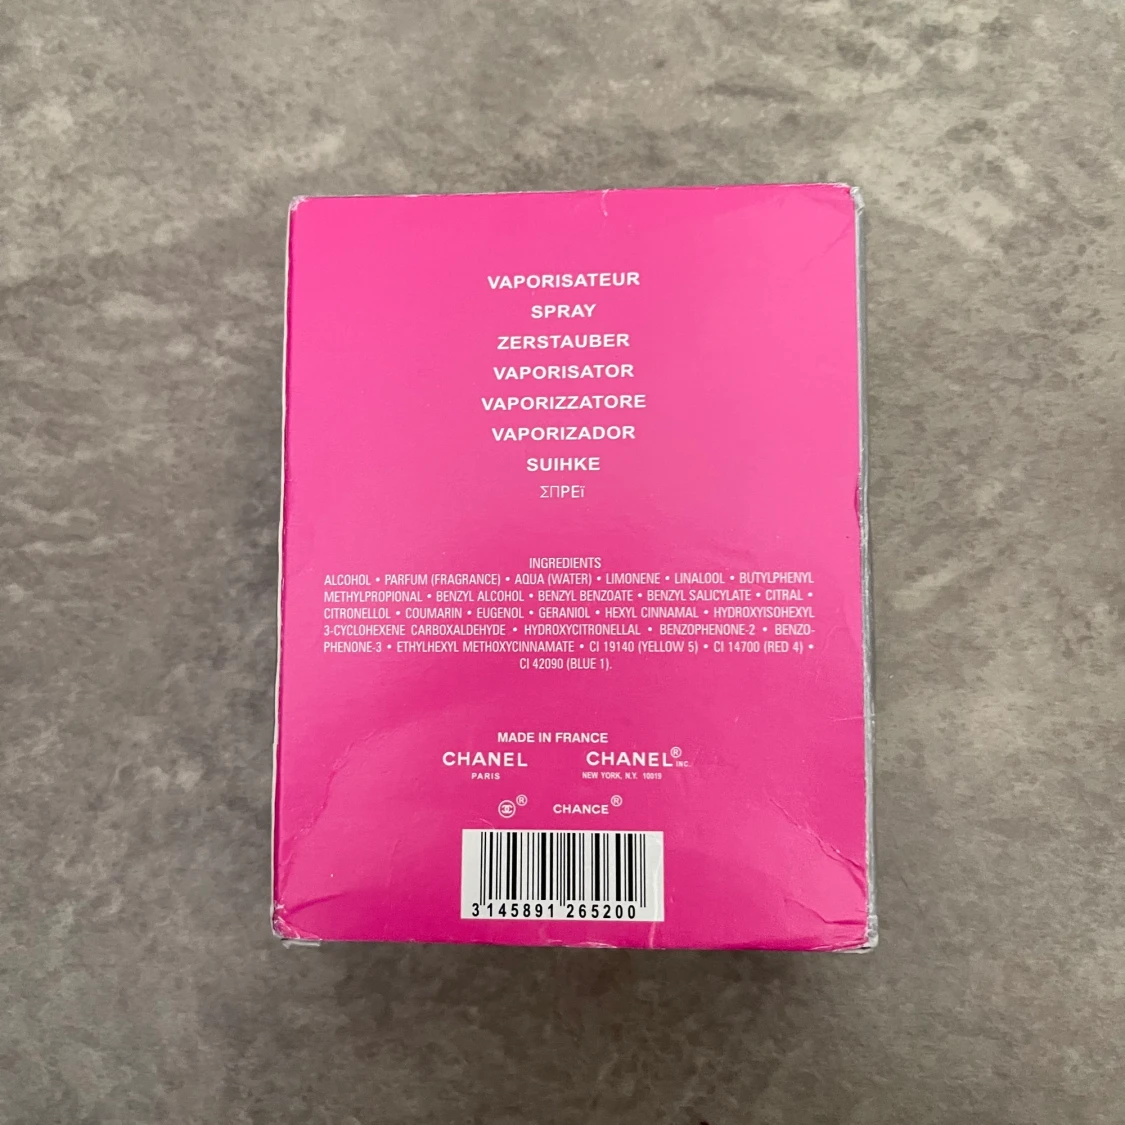 VAPORISATEUR
SPRAY
ZERSTAUBER
VAPORISATOR
VAPORIZZATORE
VAPORIZADOR
SUIHKE
ΣΠΡΕϊ
INGREDIENTS
ALCOHOL • PARFUM (FRAGRANCE) • AQUA (WATER) • LIMONENE • LINALOOL • BUTYLPHENYL
METHYLPROPIONAL • BENZYL ALCOHOL • BENZYL BENZOATE • BENZYL SALICYLATE • CITRAL •
CITRONELLOL • COUMARIN • EUGENOL • GERANIOL • HEXYL CINNAMAL • HYDROXYISOHEXYL
3-CYCLOHEXENE CARBOXALDEHYDE • HYDROXYCITRONELLAL • BENZOPHENONE-2 • BENZO-
PHENONE-3 • ETHYLHEXYL METHOXYCINNAMATE • CI 19140 (YELLOW 5) • CI 14700 (RED 4) •
CI 42090 (BLUE 1).
MADE IN FRANCE
CHANEL CHANEL® INC.
PARIS NEW YORK, N.Y. 10019
® CHANCE®
3 145891 265200